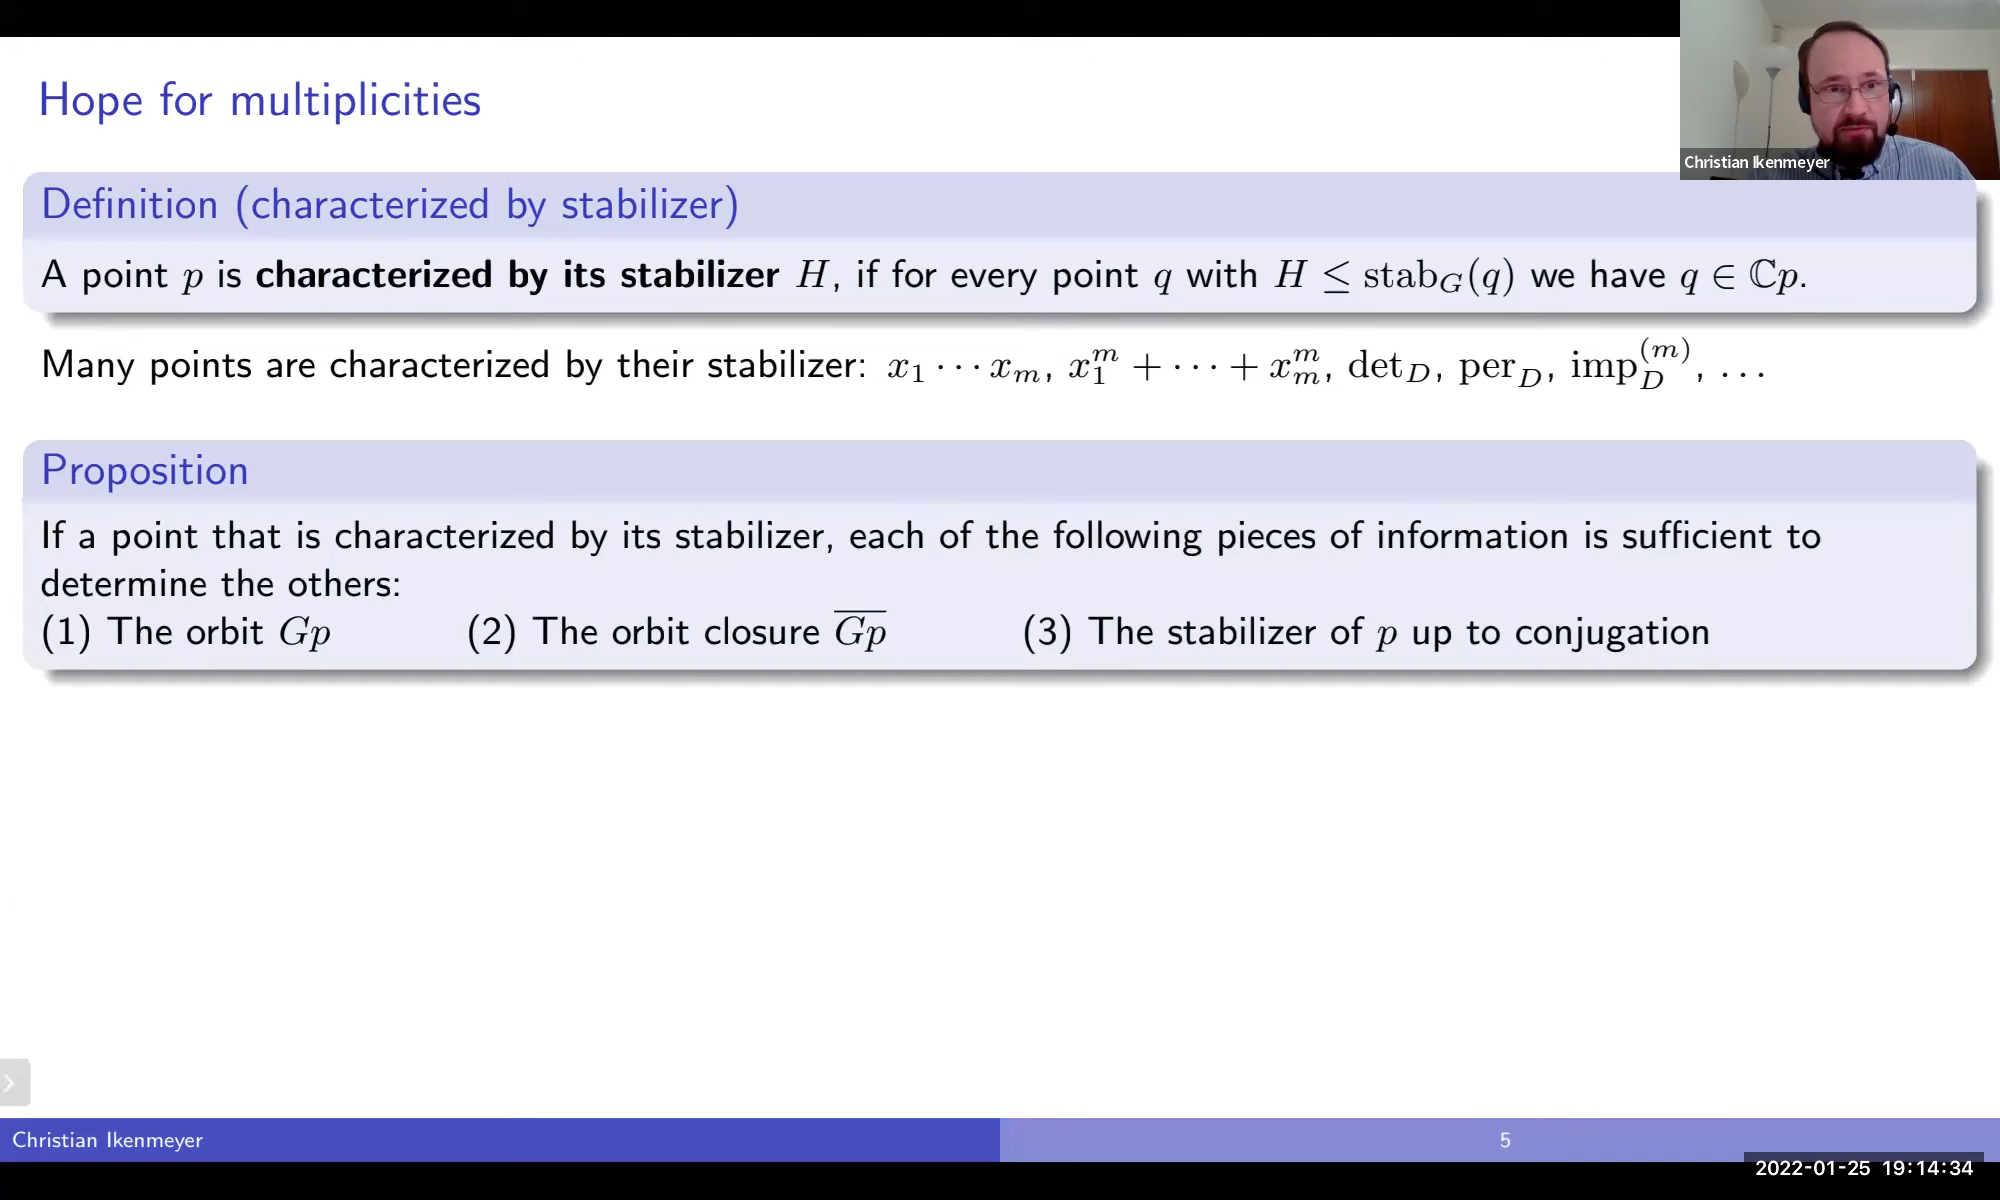 Hope for multiplicities
Christian Ikenmeyer
Definition (characterized by stabilizer)
A point p is characterized by its stabilizer H, if for every point q with H ≤ stab_G(q) we have q ∈ ℂp.
Many points are characterized by their stabilizer: x_1 ··· x_m, x_1^m + ··· + x_m^m, det_D, per_D, imp_D^{(m)}, ...
Proposition
If a point that is characterized by its stabilizer, each of the following pieces of information is sufficient to
determine the others:
(1) The orbit Gp (2) The orbit closure \overline{Gp} (3) The stabilizer of p up to conjugation
Christian Ikenmeyer 5
2022-01-25 19:14:34